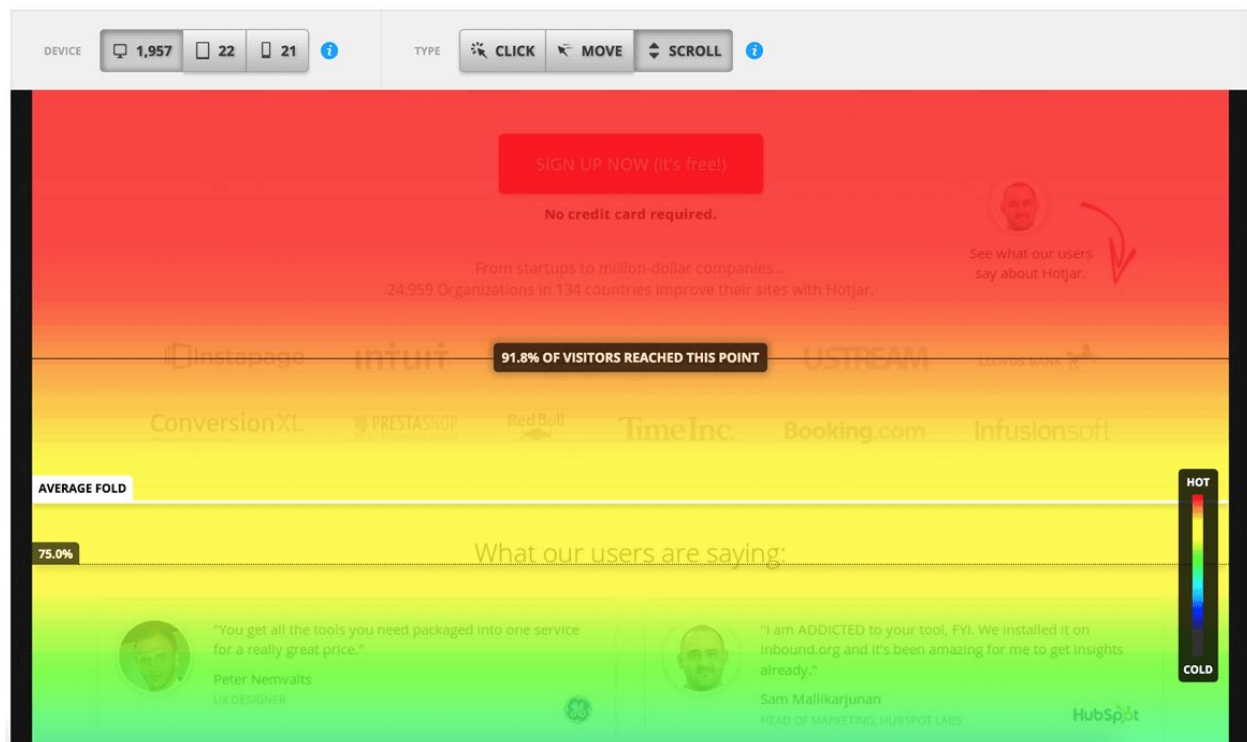 DEVICE 1,957 22 21 TYPE CLICK MOVE SCROLL
SIGN UP NOW (It's free!)
No credit card required.
See what our users
say about Hotjar.
From startups to million-dollar companies...
24,959 Organizations in 134 countries improve their sites with Hotjar.
Instapage intuit 91.8% OF VISITORS REACHED THIS POINT USTREAM LLOYDS BANK
ConversionXL PRESTASHOP Red Bull Time Inc. Booking.com Infusionsoft
AVERAGE FOLD
HOT
75.0%
What our users are saying:
"You get all the tools you need packaged into one service
for a really great price."
Peter Nemvalts
UX DESIGNER
"I am ADDICTED to your tool, FYI. We installed it on
inbound.org and it's been amazing for me to get insights
already."
Sam Mallikarjunan
HEAD OF MARKETING, HUBSPOT LABS
HubSpot
COLD